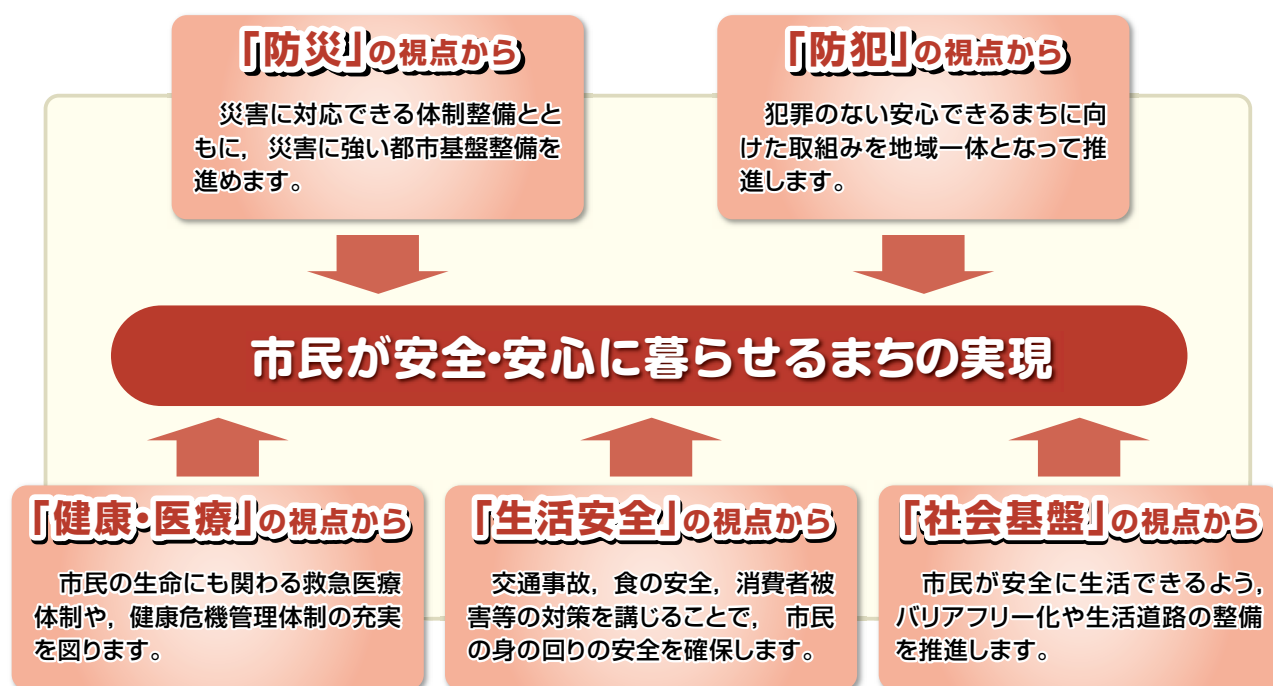 「防災」の視点から
災害に対応できる体制整備とと
もに，災害に強い都市基盤整備を
進めます。
「防犯」の視点から
犯罪のない安心できるまちに向
けた取組みを地域一体となって推
進します。
市民が安全・安心に暮らせるまちの実現
「健康・医療」の視点から
市民の生命にも関わる救急医療
体制や，健康危機管理体制の充実
を図ります。
「生活安全」の視点から
交通事故，食の安全，消費者被
害等の対策を講じることで，　市民
の身の回りの安全を確保します。
「社会基盤」の視点から
市民が安全に生活できるよう，
バリアフリー化や生活道路の整備
を推進します。